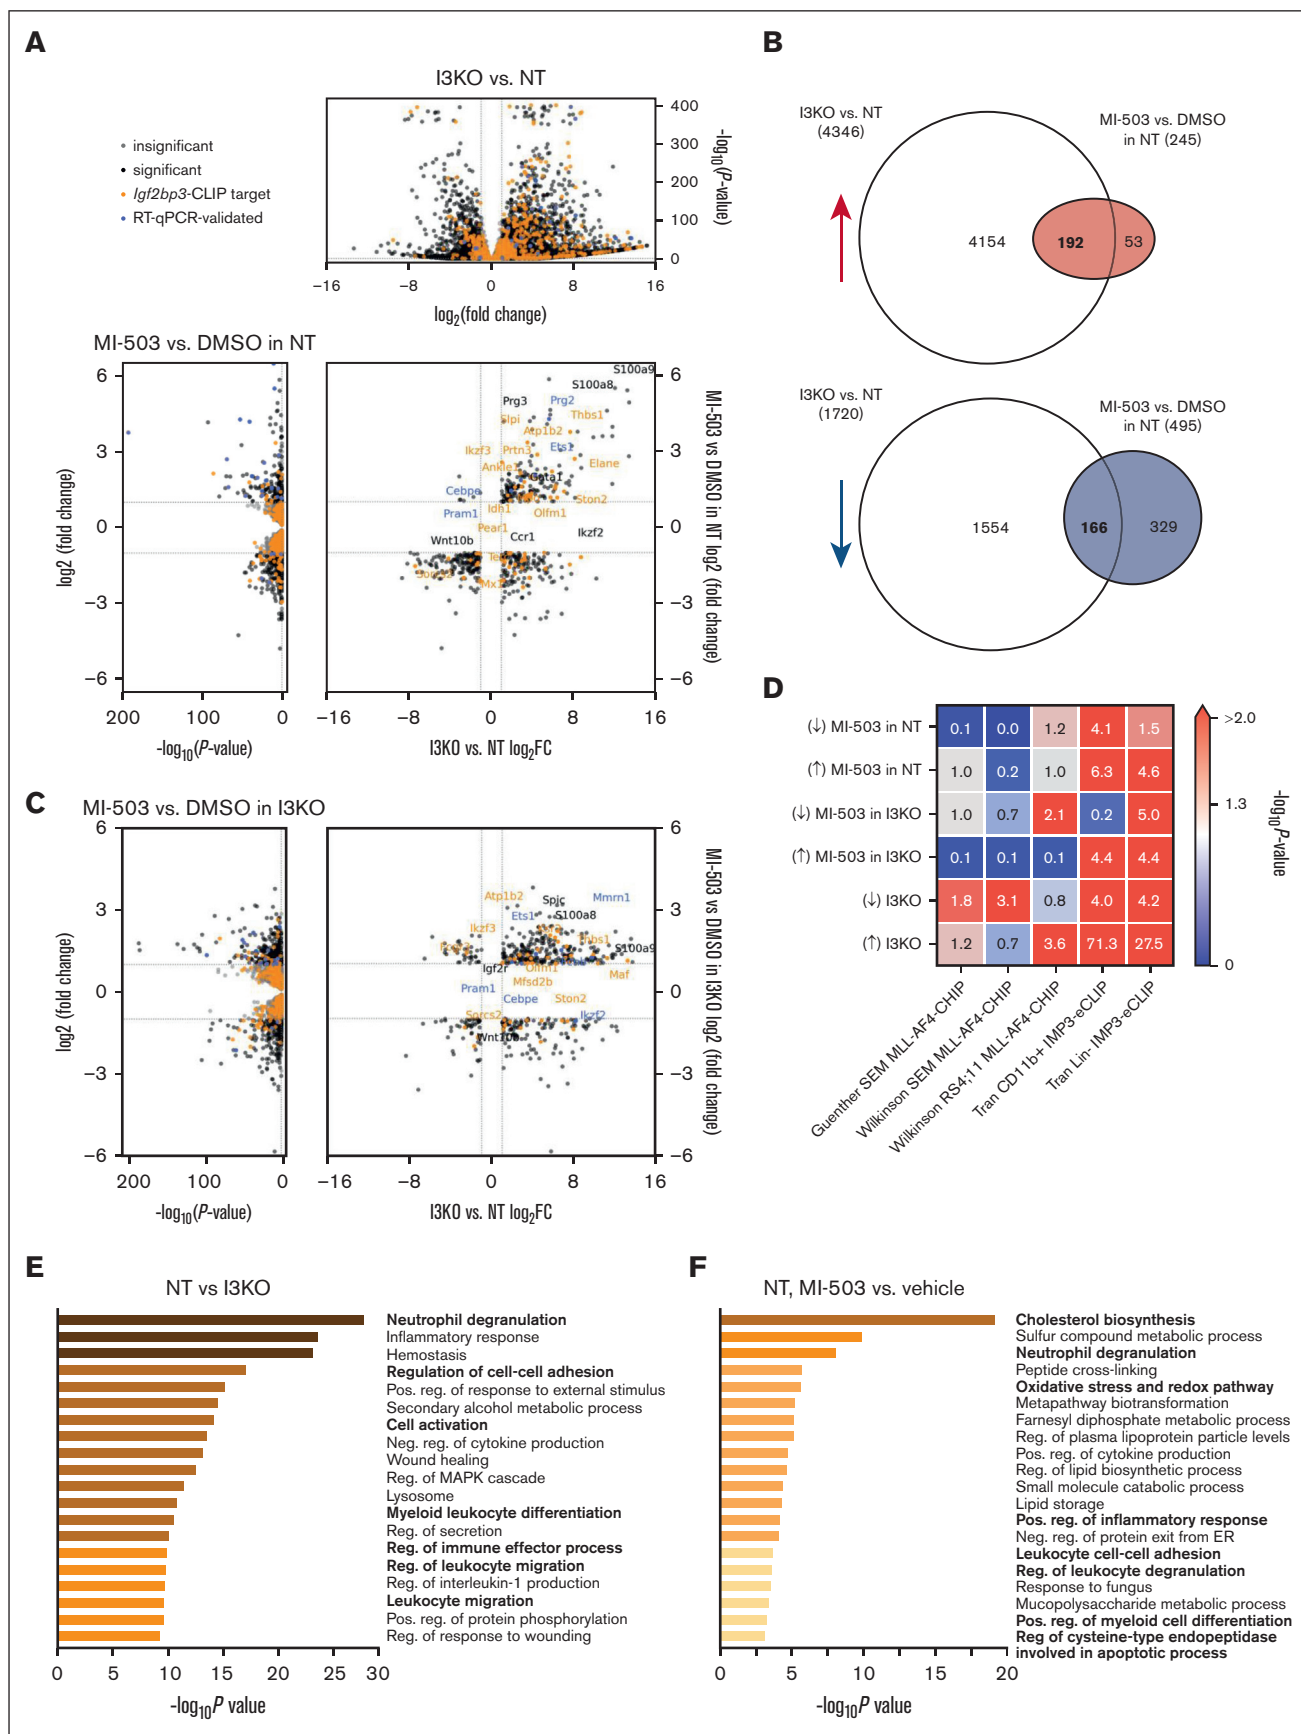 A
I3KO vs. NT
insignificant
significant
Igf2bp3-CLIP target
RT-qPCR-validated
400
300
200
100
0
-log10(P-value)
−16
−8
0
8
16
log2(fold change)
MI-503 vs. DMSO in NT
6
3
0
−3
−6
log2 (fold change)
200
100
0
-log10(P-value)
S100a9
S100a8
Prg3
Prg2
Slpi
Thbs1
Atp1b2
Ets1
Ikzf3
Prtn3
Ankle1
Elane
Gata1
Cebpe
Ston2
Idh1
Pram1
Olfm1
Pear1
Ikzf2
Wnt10b
Ccr1
Mx1
6
3
0
−3
−6
MI-503 vs DMSO in NT log2 (fold change)
−16
−8
0
8
16
I3KO vs. NT log2FC
B
I3KO vs. NT
(4346)
MI-503 vs. DMSO
in NT (245)
4154
192
53
I3KO vs. NT
(1720)
MI-503 vs. DMSO
in NT (495)
1554
166
329
C
MI-503 vs. DMSO in I3KO
6
3
0
−3
−6
log2 (fold change)
200
100
0
-log10(P-value)
Atp1b2
Spic
Mmrn1
Ets1
S100a8
Ikzf3
Thbs1
S100a9
Igf2r
Olfm1
Maf
Mfsd2b
Pram1
Cebpe
Ston2
Sorcs2
Ikzf2
Wnt10b
6
3
0
−3
−6
MI-503 vs DMSO in I3KO log2 (fold change)
−16
−8
0
8
16
I3KO vs. NT log2FC
D
(↓) MI-503 in NT
0.1 0.0 1.2 4.1 1.5
(↑) MI-503 in NT
1.0 0.2 1.0 6.3 4.6
(↓) MI-503 in I3KO
1.0 0.7 2.1 0.2 5.0
(↑) MI-503 in I3KO
0.1 0.1 0.1 4.4 4.4
(↓) I3KO
1.8 3.1 0.8 4.0 4.2
(↑) I3KO
1.2 0.7 3.6 71.3 27.5
Guenther SEM MLL-AF4-CHIP
Wilkinson SEM MLL-AF4-CHIP
Wilkinson RS4;11 MLL-AF4-CHIP
Tran CD11b+ IMP3-eCLIP
Tran Lin- IMP3-eCLIP
>2.0
1.3
0
-log10P-value
E
NT vs I3KO
Neutrophil degranulation
Inflammatory response
Hemostasis
Regulation of cell-cell adhesion
Pos. reg. of response to external stimulus
Secondary alcohol metabolic process
Cell activation
Neg. reg. of cytokine production
Wound healing
Reg. of MAPK cascade
Lysosome
Myeloid leukocyte differentiation
Reg. of secretion
Reg. of immune effector process
Reg. of leukocyte migration
Reg. of interleukin-1 production
Leukocyte migration
Pos. reg. of protein phosphorylation
Reg. of response to wounding
0
5
10
15
20
25
30
-log10P value
F
NT, MI-503 vs. vehicle
Cholesterol biosynthesis
Sulfur compound metabolic process
Neutrophil degranulation
Peptide cross-linking
Oxidative stress and redox pathway
Metapathway biotransformation
Farnesyl diphosphate metabolic process
Reg. of plasma lipoprotein particle levels
Pos. reg. of cytokine production
Reg. of lipid biosynthetic process
Small molecule catabolic process
Lipid storage
Pos. reg. of inflammatory response
Neg. reg. of protein exit from ER
Leukocyte cell-cell adhesion
Reg. of leukocyte degranulation
Response to fungus
Mucopolysaccharide metabolic process
Pos. reg. of myeloid cell differentiation
Reg of cysteine-type endopeptidase
involved in apoptotic process
0
5
10
15
20
-log10P value